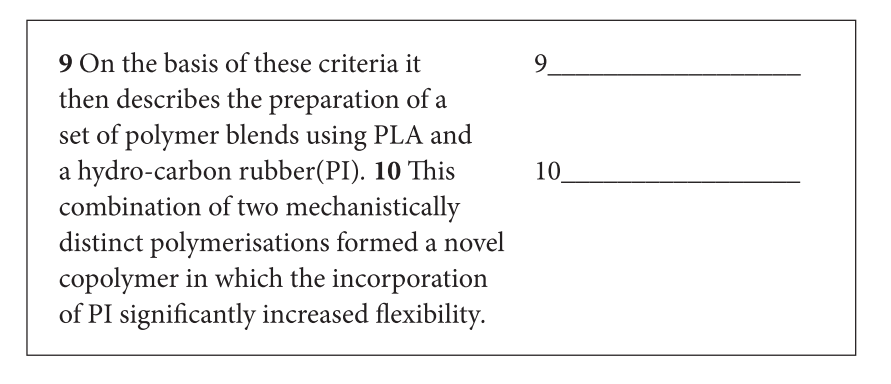 9 On the basis of these criteria it
then describes the preparation of a
set of polymer blends using PLA and
a hydro-carbon rubber(PI). 10 This
combination of two mechanistically
distinct polymerisations formed a novel
copolymer in which the incorporation
of PI significantly increased flexibility.
9___________________
10__________________